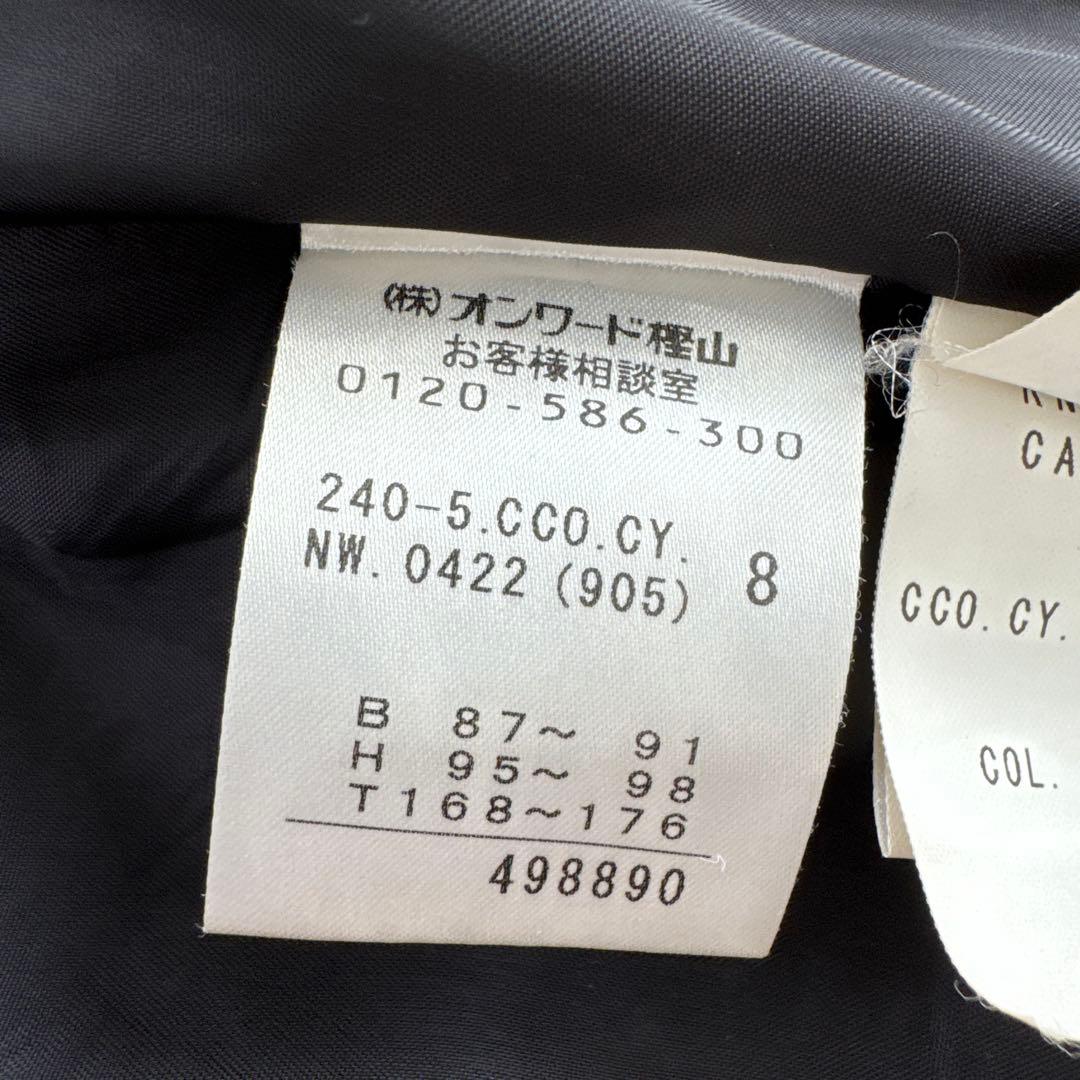 (株)オンワード樫山
お客様相談室
0120-586-300
240-5.CCO.CY.
NW. 0422 (905) 8
B 87~ 91
H 95~ 98
T168~176
498890
CA
CCO. CY.
COL.